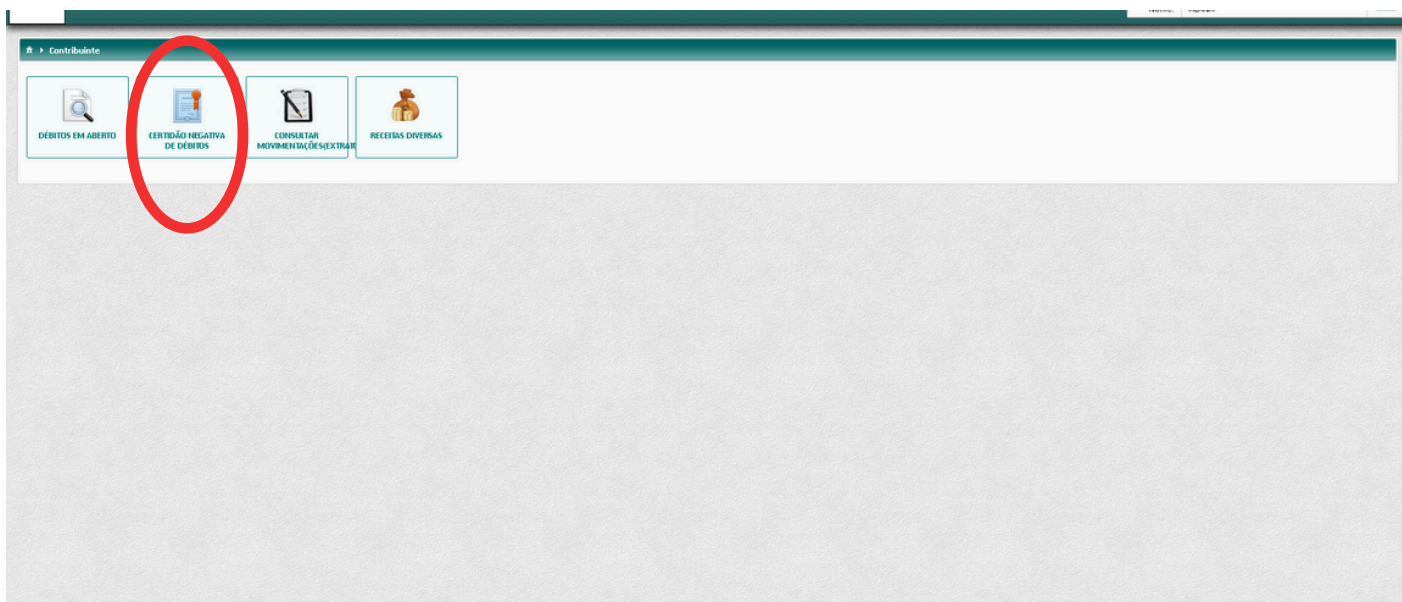 Contribuinte
DÉBITOS EM ABERTO
CERTIDÃO NEGATIVA
DE DÉBITOS
CONSULTAR
MOVIMENTAÇÕES(EXTRAT
RECEITAS DIVERSAS